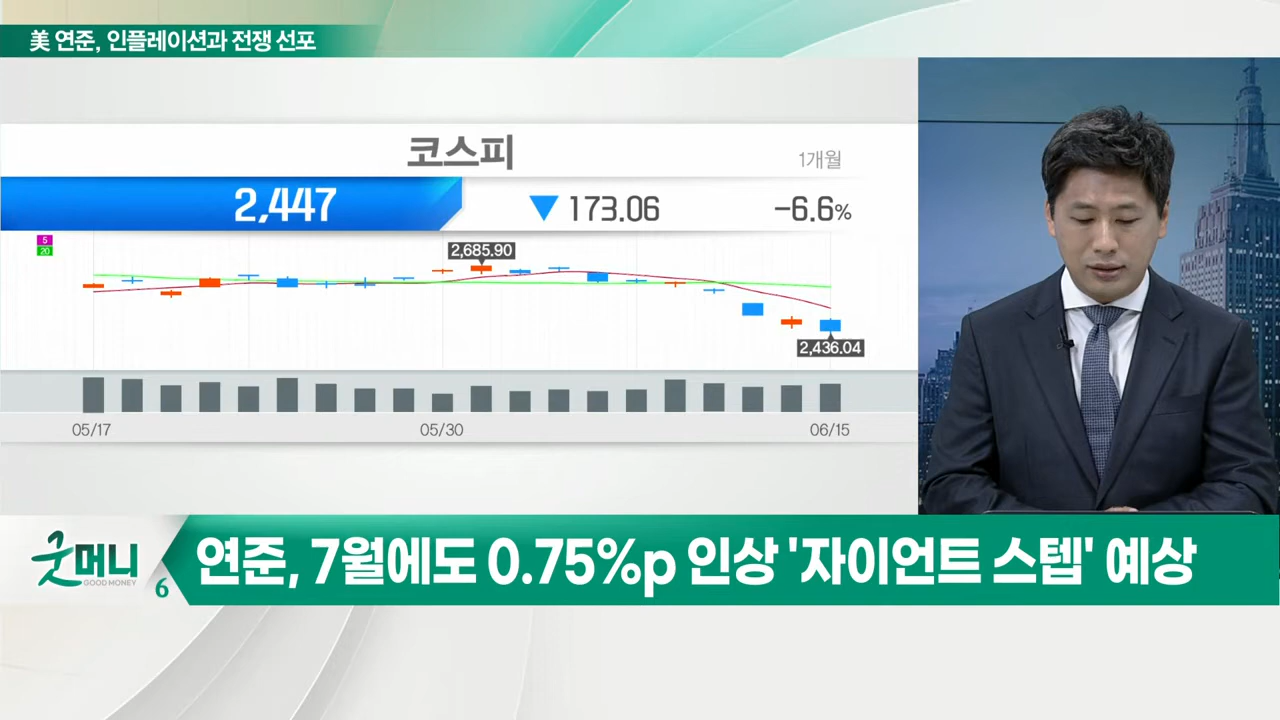 美 연준, 인플레이션과 전쟁 선포
코스피
1개월
2,447 ▼ 173.06 -6.6%
5
20
2,685.90
2,436.04
05/17 05/30 06/15
굿머니
GOOD MONEY
6
연준, 7월에도 0.75%p 인상 '자이언트 스텝' 예상